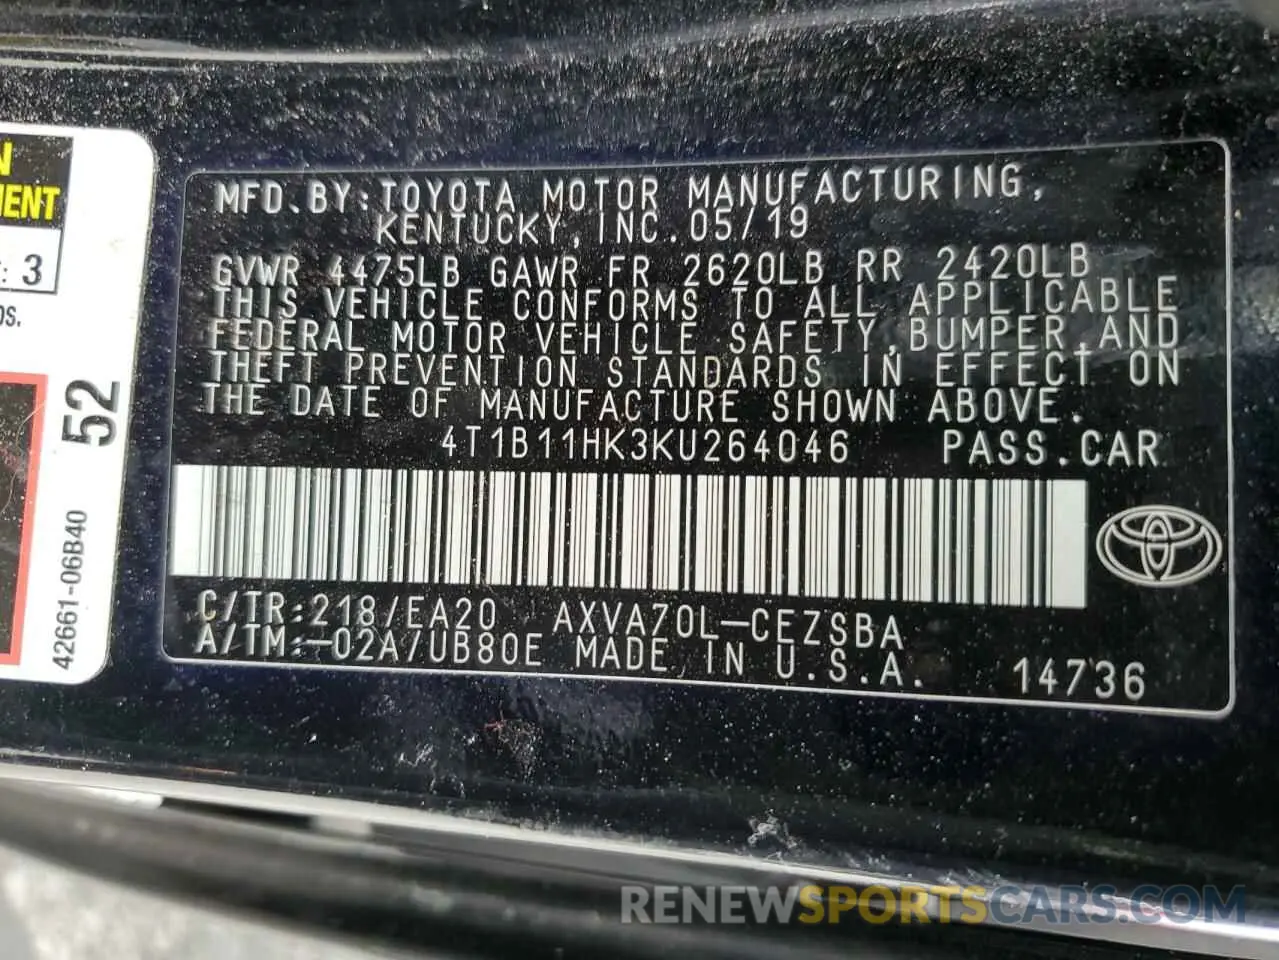 MFD.BY:TOYOTA MOTOR MANUFACTURING,
KENTUCKY,INC.05/19
GVWR 4475LB GAWR FR 2620LB RR 2420LB
THIS VEHICLE CONFORMS TO ALL APPLICABLE
FEDERAL MOTOR VEHICLE SAFETY,BUMPER,AND
THEFT PREVENTION STANDARDS IN EFFECT ON
THE DATE OF MANUFACTURE SHOWN ABOVE.
4T1B11HK3KU264046 PASS.CAR
C/TR:218/EA20 AXVA70L-CEZSBA
A/TM:-02A/UB80E MADE IN U.S.A. 14736
N
MENT
: 3
OS.
52
42661-06B40
RENEWSPORTSCARS.COM